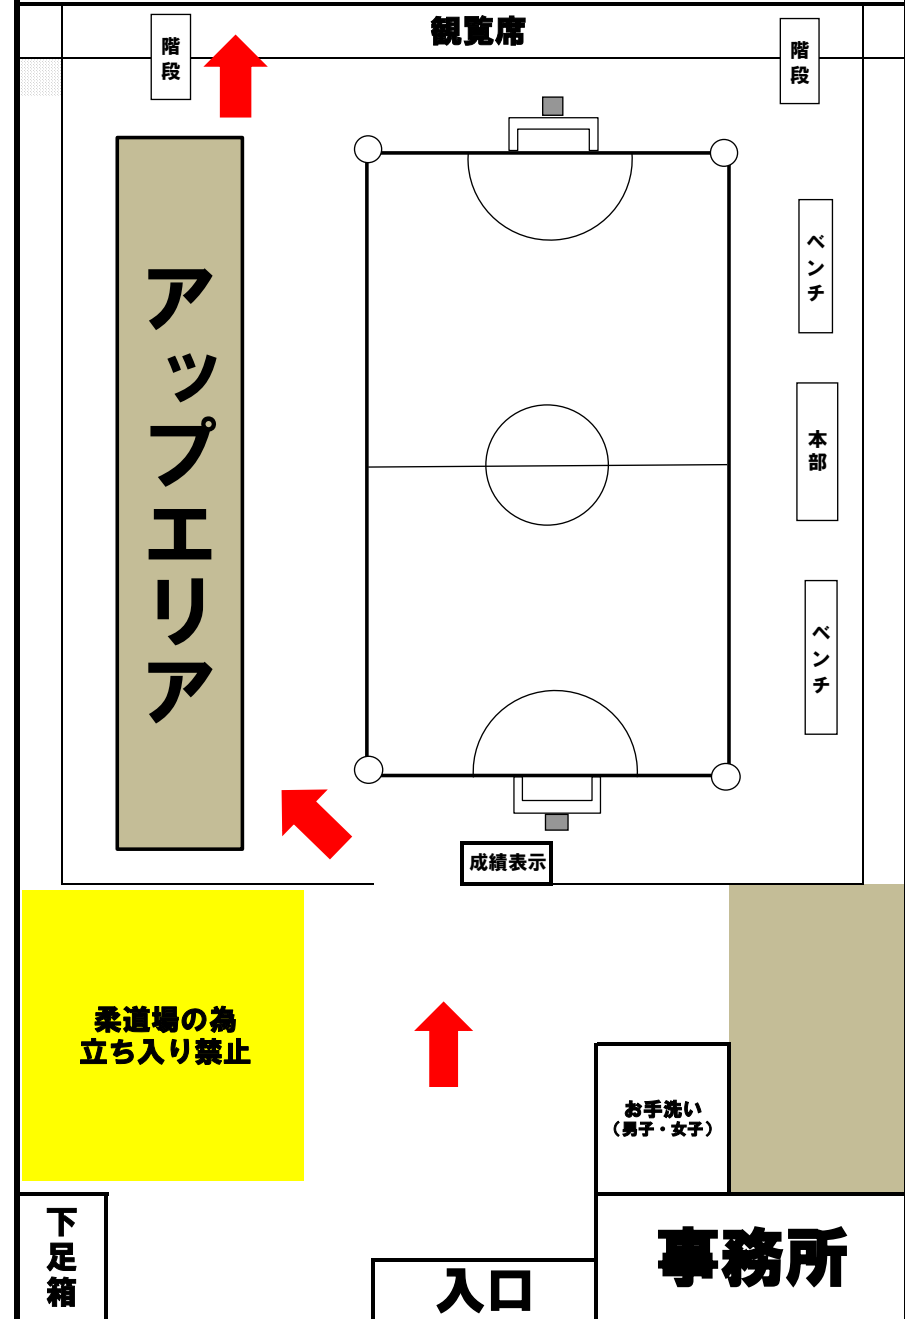 観覧席
階段
階段
アップエリア
ベンチ
本部
ベンチ
成績表示
柔道場の為
立ち入り禁止
お手洗い
（男子・女子）
下足箱
入口
事務所